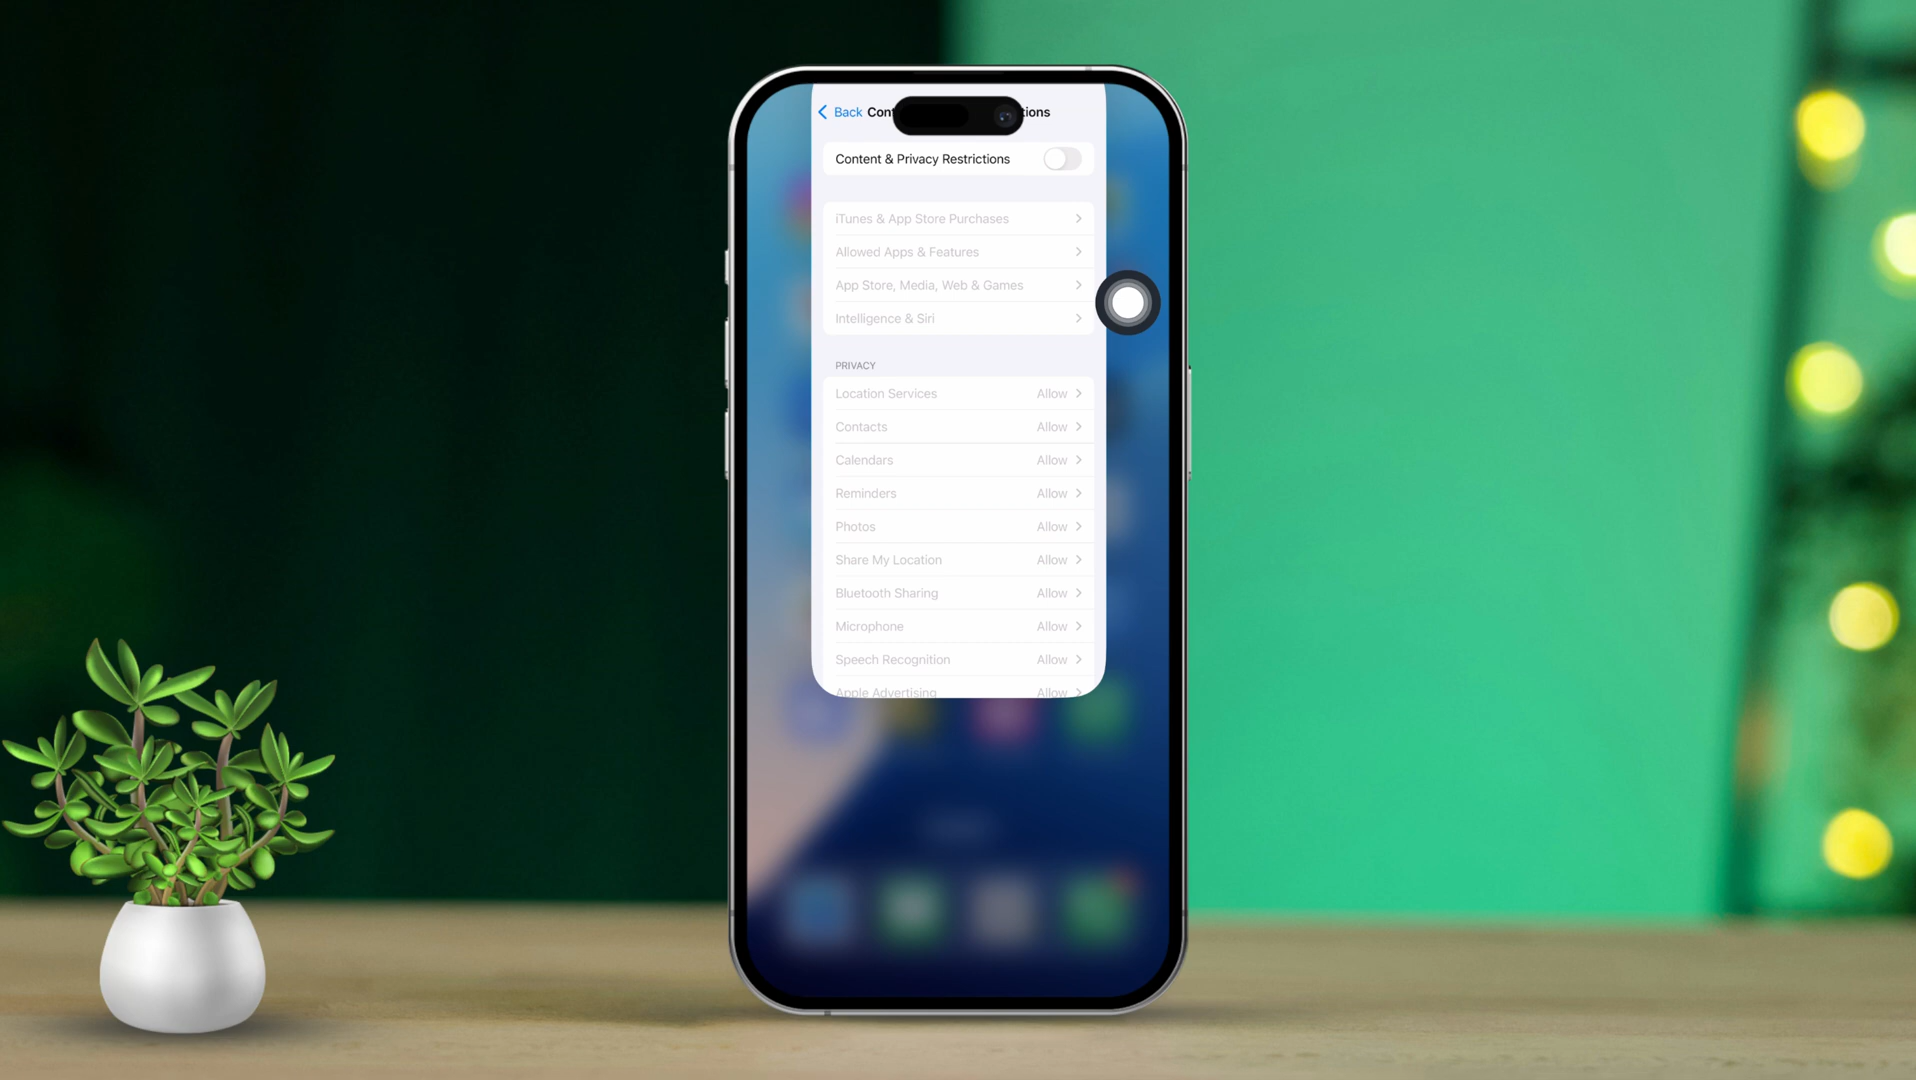 Back Con tions
Content & Privacy Restrictions
iTunes & App Store Purchases
Allowed Apps & Features
App Store, Media, Web & Games
Intelligence & Siri
PRIVACY
Location Services Allow
Contacts Allow
Calendars Allow
Reminders Allow
Photos Allow
Share My Location Allow
Bluetooth Sharing Allow
Microphone Allow
Speech Recognition Allow
Apple Advertising Allow